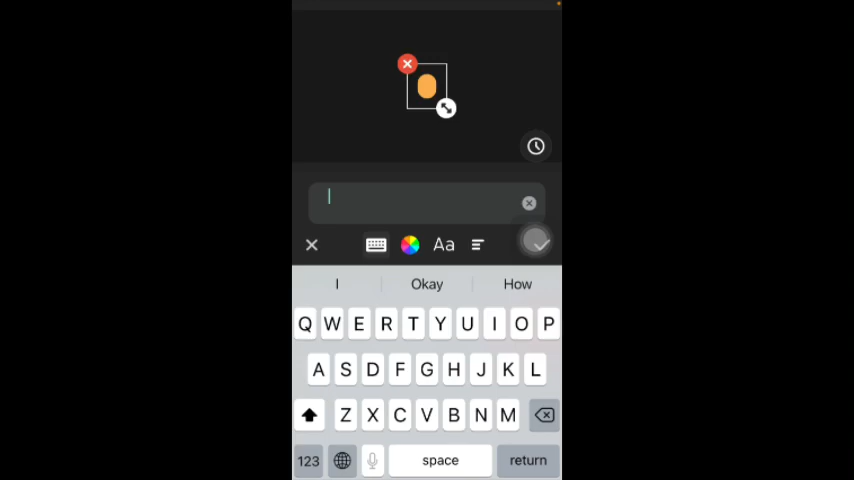 Aa
I Okay How
Q W E R T Y U I O P
A S D F G H J K L
Z X C V B N M
123 space return